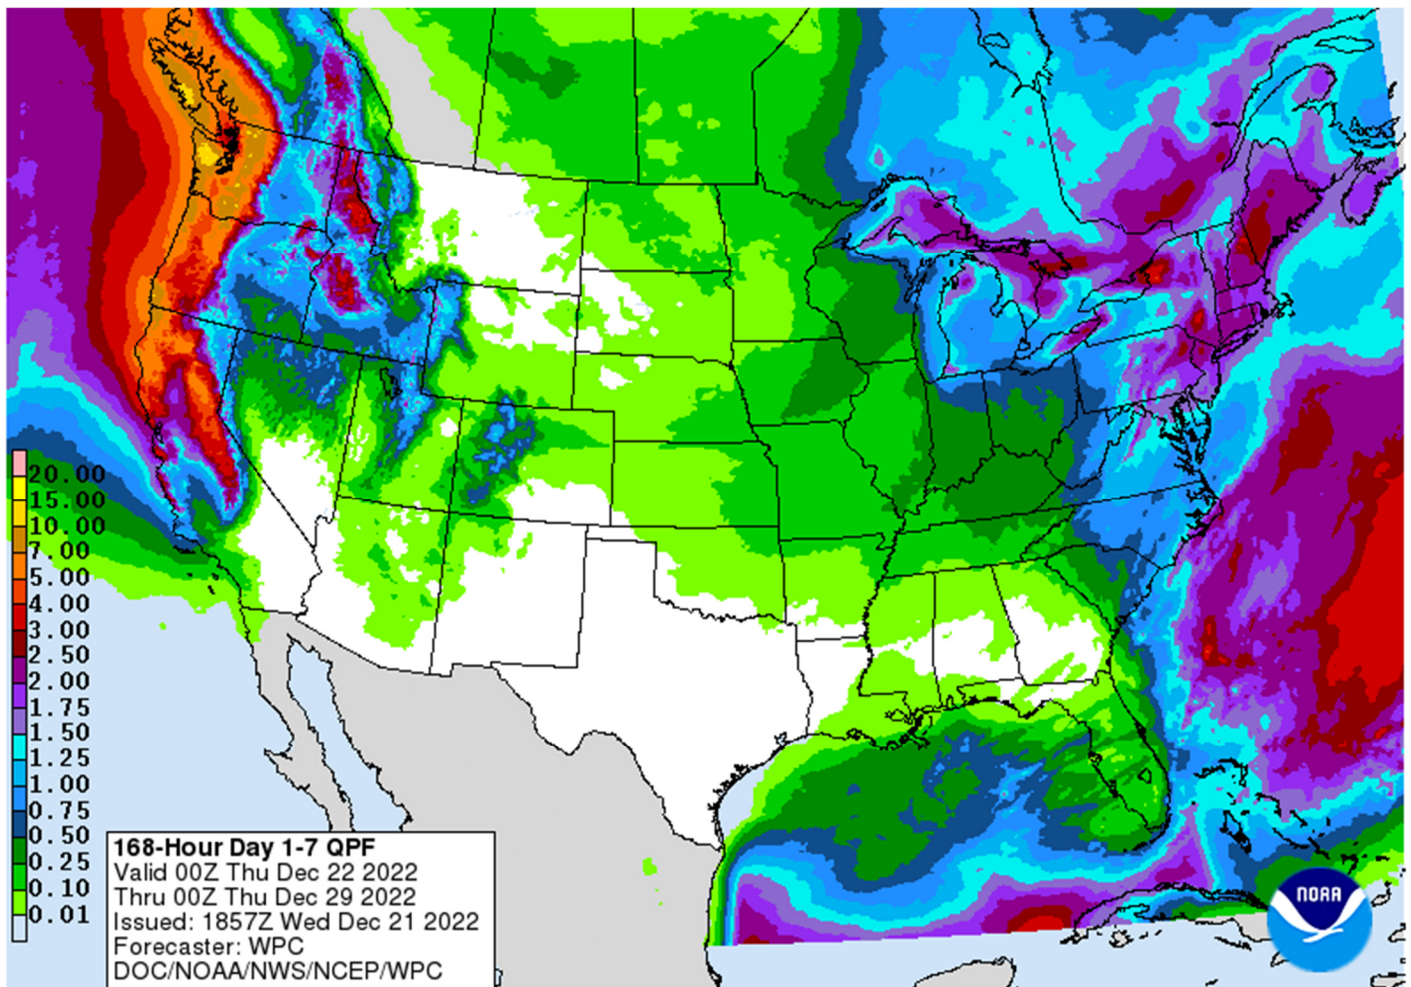 20.00
15.00
10.00
7.00
5.00
4.00
3.00
2.50
2.00
1.75
1.50
1.25
1.00
0.75
0.50
0.25
0.10
0.01
168-Hour Day 1-7 QPF
Valid 00Z Thu Dec 22 2022
Thru 00Z Thu Dec 29 2022
Issued: 1857Z Wed Dec 21 2022
Forecaster: WPC
DOC/NOAA/NWS/NCEP/WPC
NOAA